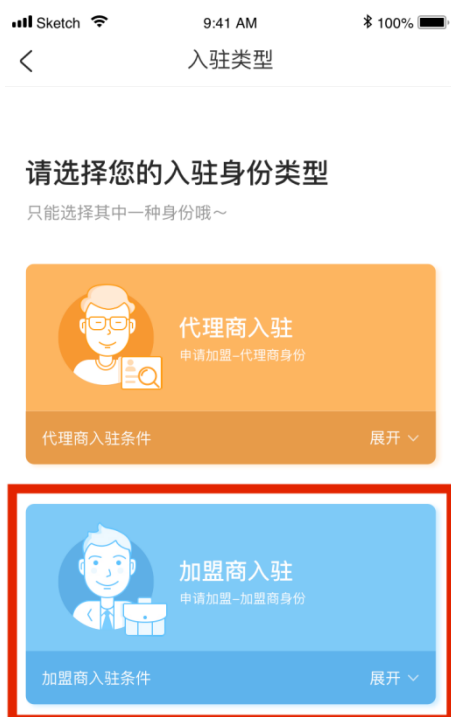 Sketch 9:41 AM 100%
入驻类型
请选择您的入驻身份类型
只能选择其中一种身份哦～
代理商入驻
申请加盟-代理商身份
代理商入驻条件 展开
加盟商入驻
申请加盟-加盟商身份
加盟商入驻条件 展开